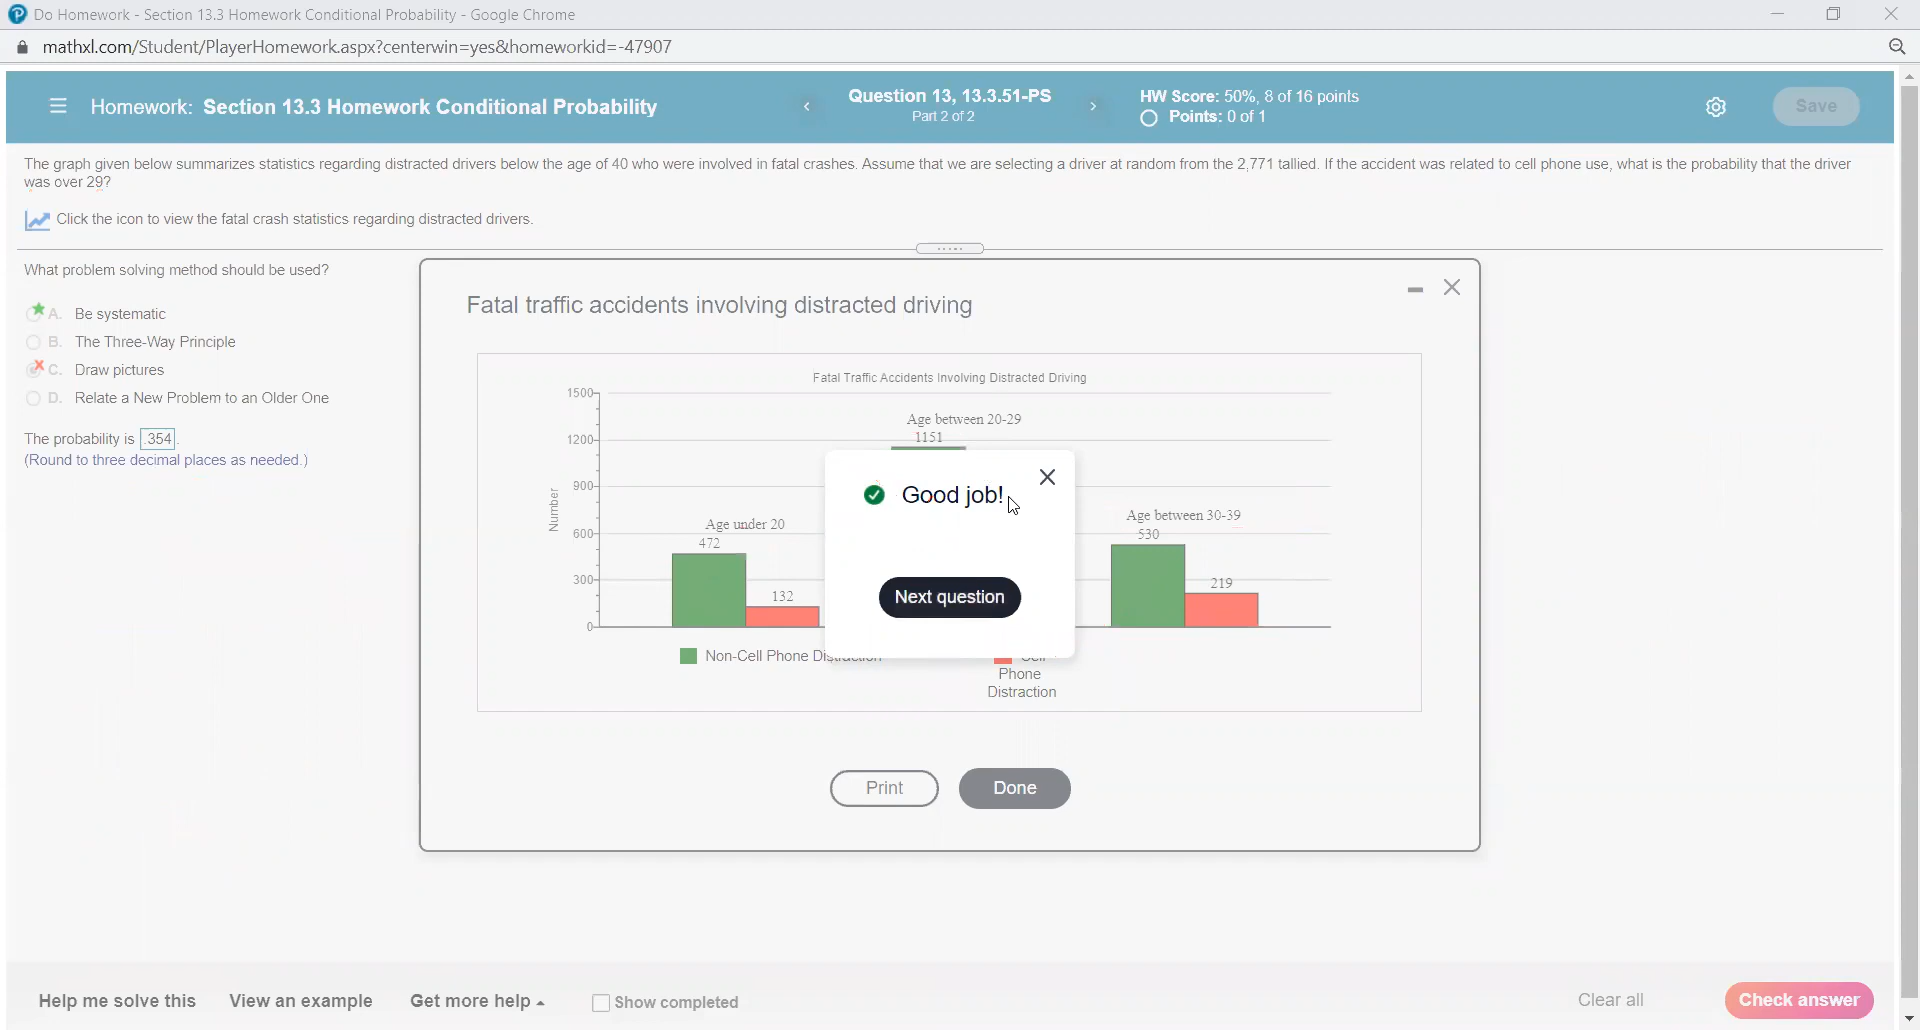 Do Homework - Section 13.3 Homework Conditional Probability - Google Chrome
mathxl.com/Student/PlayerHomework.aspx?centerwin=yes&homeworkid=-47907
Homework: Section 13.3 Homework Conditional Probability
Question 13, 13.3.51-PS
Part 2 of 2
HW Score: 50%, 8 of 16 points
Points: 0 of 1
Save
The graph given below summarizes statistics regarding distracted drivers below the age of 40 who were involved in fatal crashes. Assume that we are selecting a driver at random from the 2,771 tallied. If the accident was related to cell phone use, what is the probability that the driver
was over 29?
Click the icon to view the fatal crash statistics regarding distracted drivers.
What problem solving method should be used?
A. Be systematic
B. The Three-Way Principle
C. Draw pictures
D. Relate a New Problem to an Older One
The probability is .354.
(Round to three decimal places as needed.)
Fatal traffic accidents involving distracted driving
Fatal Traffic Accidents Involving Distracted Driving
1500
1200
900
600
300
0
Number
Age under 20
472
132
Age between 20-29
1151
Age between 30-39
530
219
Non-Cell Phone Distraction
Cell
Phone
Distraction
Good job!
Next question
Print
Done
Help me solve this
View an example
Get more help
Show completed
Clear all
Check answer